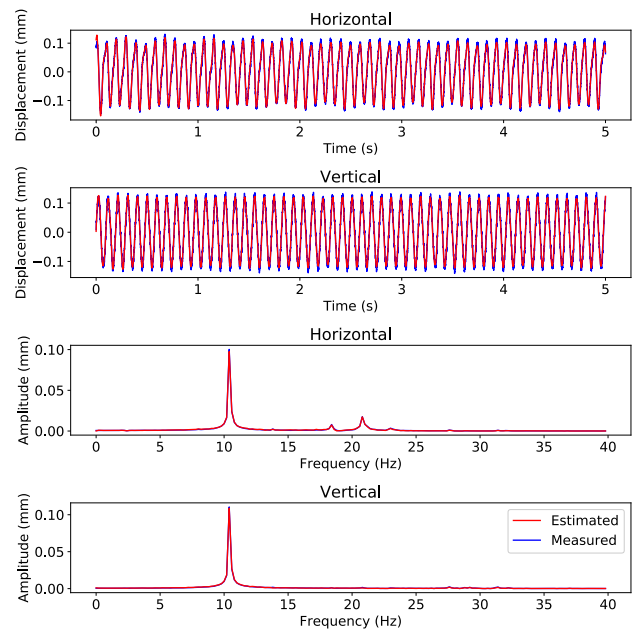 Horizontal
Displacement (mm)
0.1
0.0
−0.1
0 1 2 3 4 5
Time (s)
Vertical
Displacement (mm)
0.1
0.0
−0.1
0 1 2 3 4 5
Time (s)
Horizontal
Amplitude (mm)
0.10
0.05
0.00
0 5 10 15 20 25 30 35 40
Frequency (Hz)
Vertical
Amplitude (mm)
0.10
0.05
0.00
Estimated
Measured
0 5 10 15 20 25 30 35 40
Frequency (Hz)